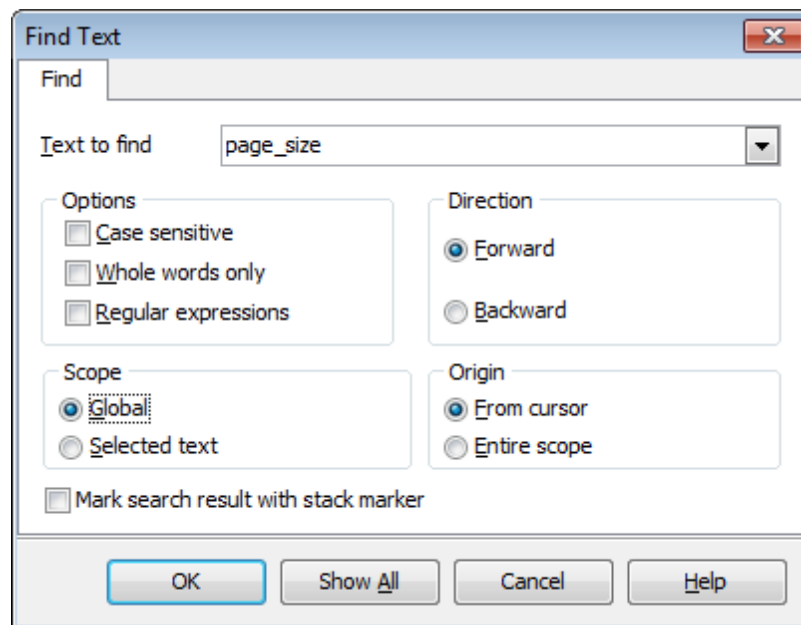 Find Text
Find
Text to find page_size
Options
Case sensitive
Whole words only
Regular expressions
Direction
Forward
Backward
Scope
Global
Selected text
Origin
From cursor
Entire scope
Mark search result with stack marker
OK Show All Cancel Help